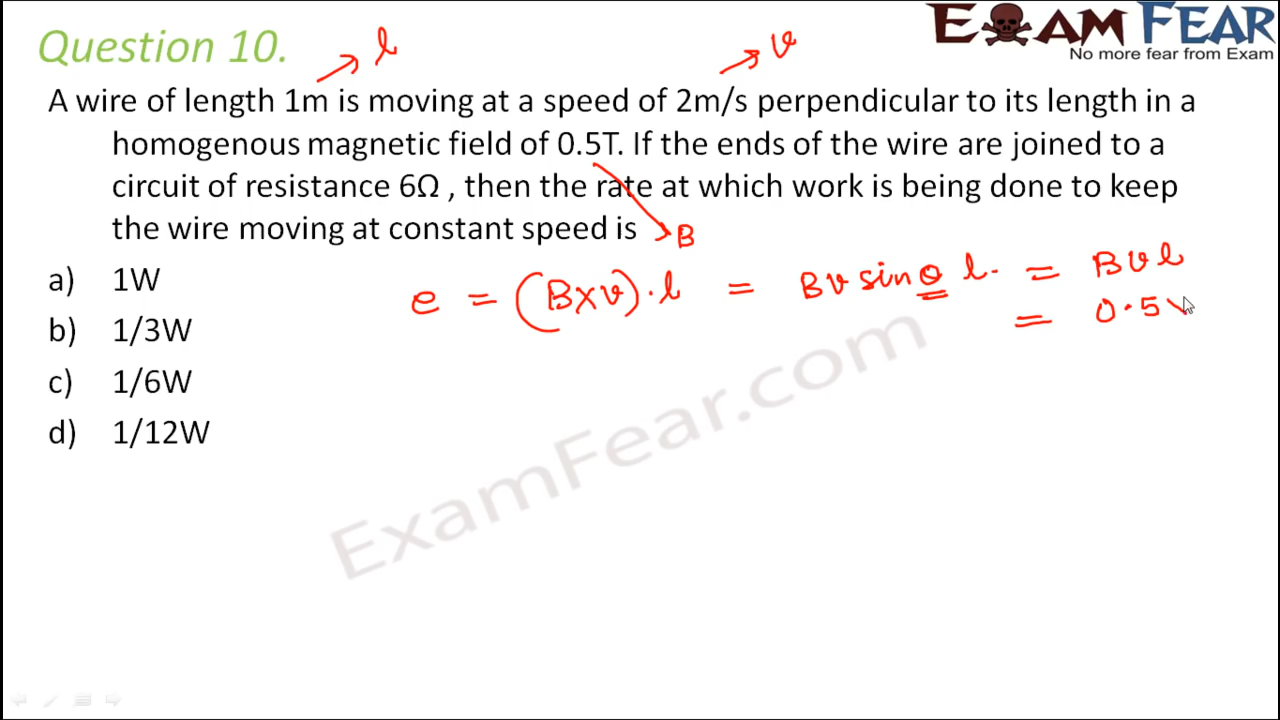 EXAM FEAR
No more fear from Exam
Question 10.
l
v
A wire of length 1m is moving at a speed of 2m/s perpendicular to its length in a
homogenous magnetic field of 0.5T. If the ends of the wire are joined to a
circuit of resistance 6Ω , then the rate at which work is being done to keep
the wire moving at constant speed is
B
a) 1W
e = (B×v)·l = Bv sinθ l· = Bvl
= 0.5
b) 1/3W
c) 1/6W
d) 1/12W
ExamFear.com